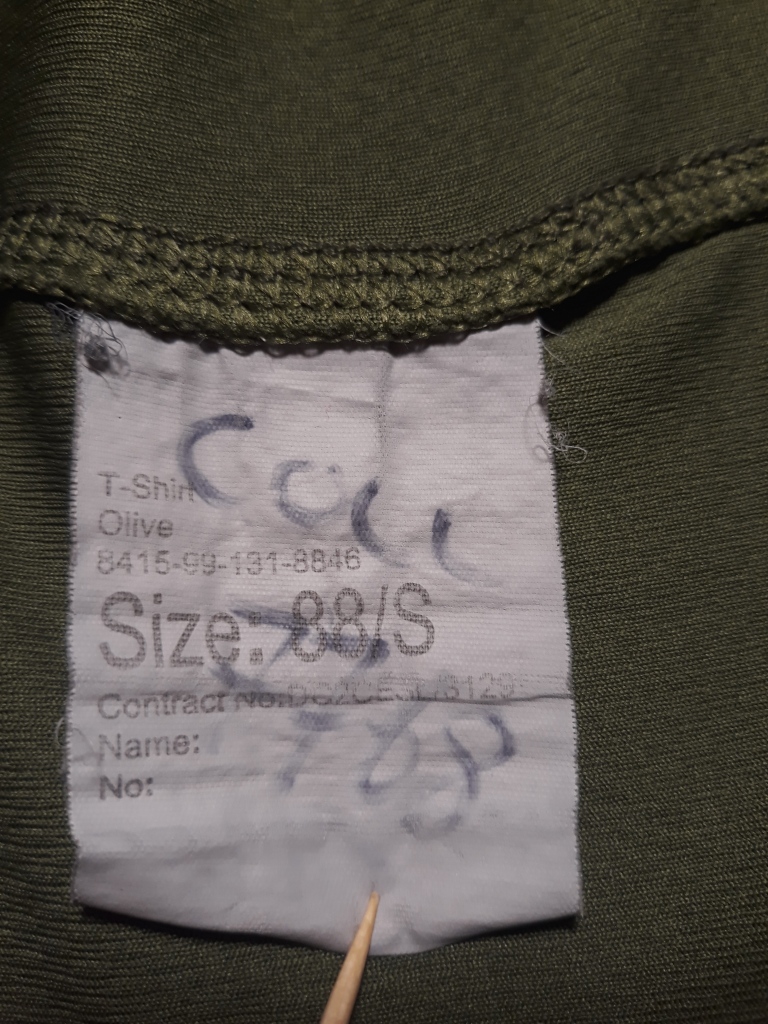 T-Shirt
Olive
8415-99-131-8846
Size: 88/S
Contract No:
Name:
No: